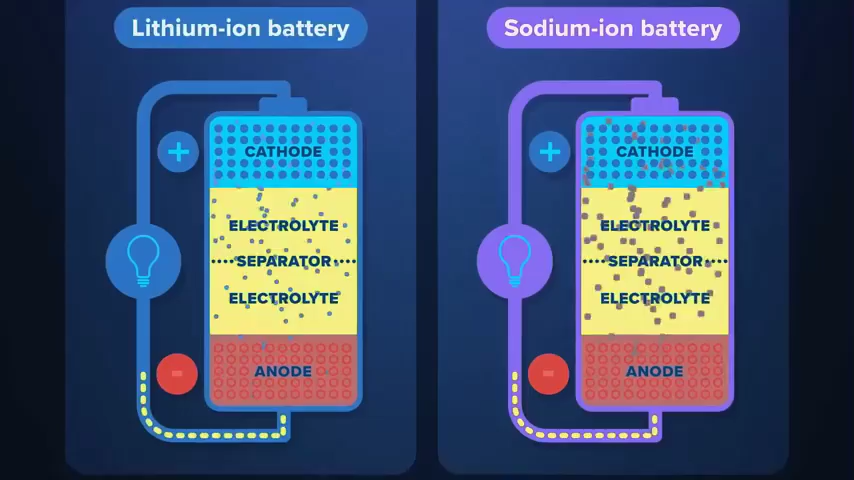 Lithium-ion battery
+
CATHODE
ELECTROLYTE
SEPARATOR
ELECTROLYTE
-
ANODE
Sodium-ion battery
+
CATHODE
ELECTROLYTE
SEPARATOR
ELECTROLYTE
-
ANODE